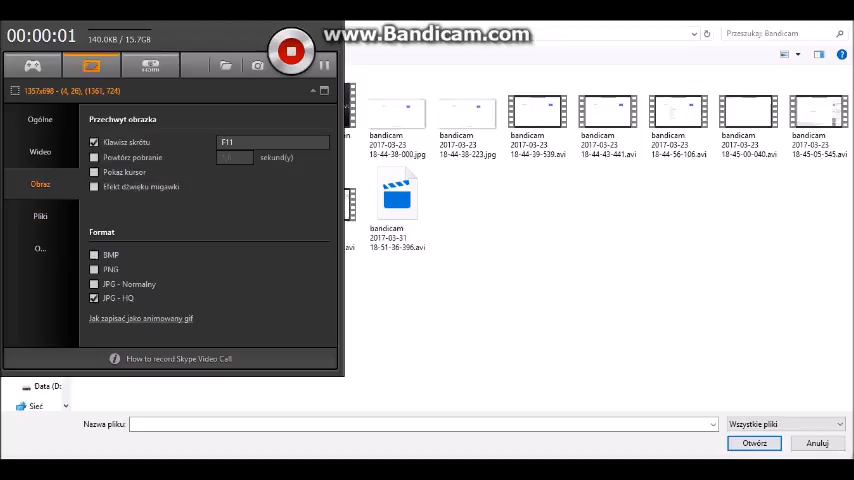 www.Bandicam.com
00:00:01
140.0KB / 15.7GB
HDMI
1357x698 - (4, 26), (1361, 724)
Ogólne
Wideo
Obraz
Pliki
O...
Przechwyt obrazka
Klawisz skrótu
F11
Powtórz pobranie
sekund(y)
Pokaż kursor
Efekt dźwięku migawki
Format
BMP
PNG
JPG - Normalny
JPG - HQ
Jak zapisać jako animowany gif
How to record Skype Video Call
Przeszukaj: Bandicam
bandicam
2017-03-23
18-44-38-000.jpg
bandicam
2017-03-23
18-44-38-223.jpg
bandicam
2017-03-23
18-44-39-539.avi
bandicam
2017-03-23
18-44-43-441.avi
bandicam
2017-03-23
18-44-56-106.avi
bandicam
2017-03-23
18-45-00-040.avi
bandicam
2017-03-23
18-45-05-545.avi
bandicam
2017-03-31
18-51-36-396.avi
Data (D:
Sieć
Nazwa pliku:
Wszystkie pliki
Otwórz
Anuluj